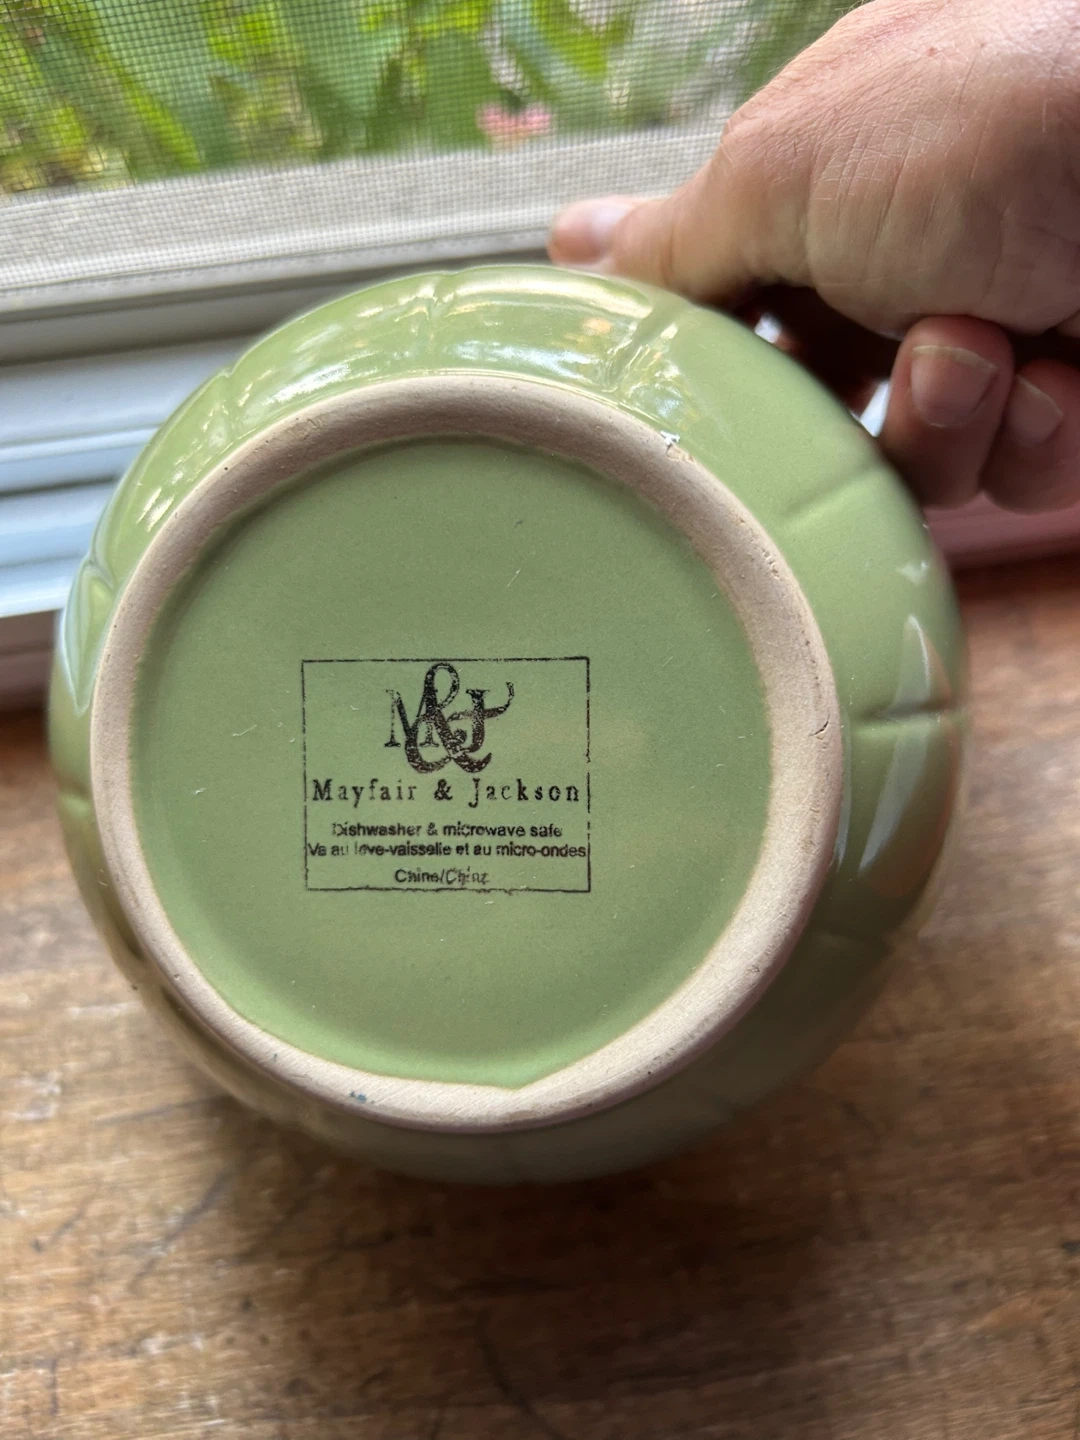 M&J
Mayfair & Jackson
Dishwasher & microwave safe
Va au lave-vaisselle et au micro-ondes
Chine/China